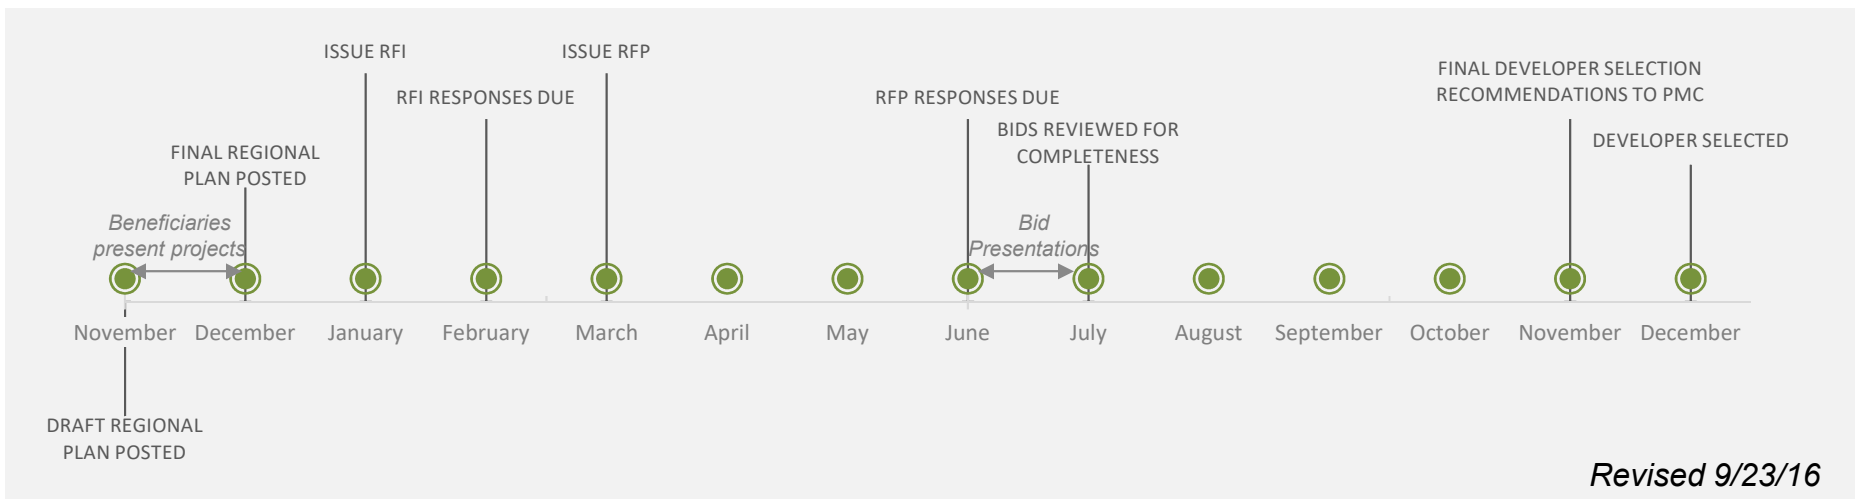 ISSUE RFI
ISSUE RFP
FINAL DEVELOPER SELECTION
RECOMMENDATIONS TO PMC
RFI RESPONSES DUE
RFP RESPONSES DUE
BIDS REVIEWED FOR
COMPLETENESS
DEVELOPER SELECTED
FINAL REGIONAL
PLAN POSTED
Beneficiaries
present projects
Bid
Presentations
November
December
January
February
March
April
May
June
July
August
September
October
November
December
DRAFT REGIONAL
PLAN POSTED
Revised 9/23/16